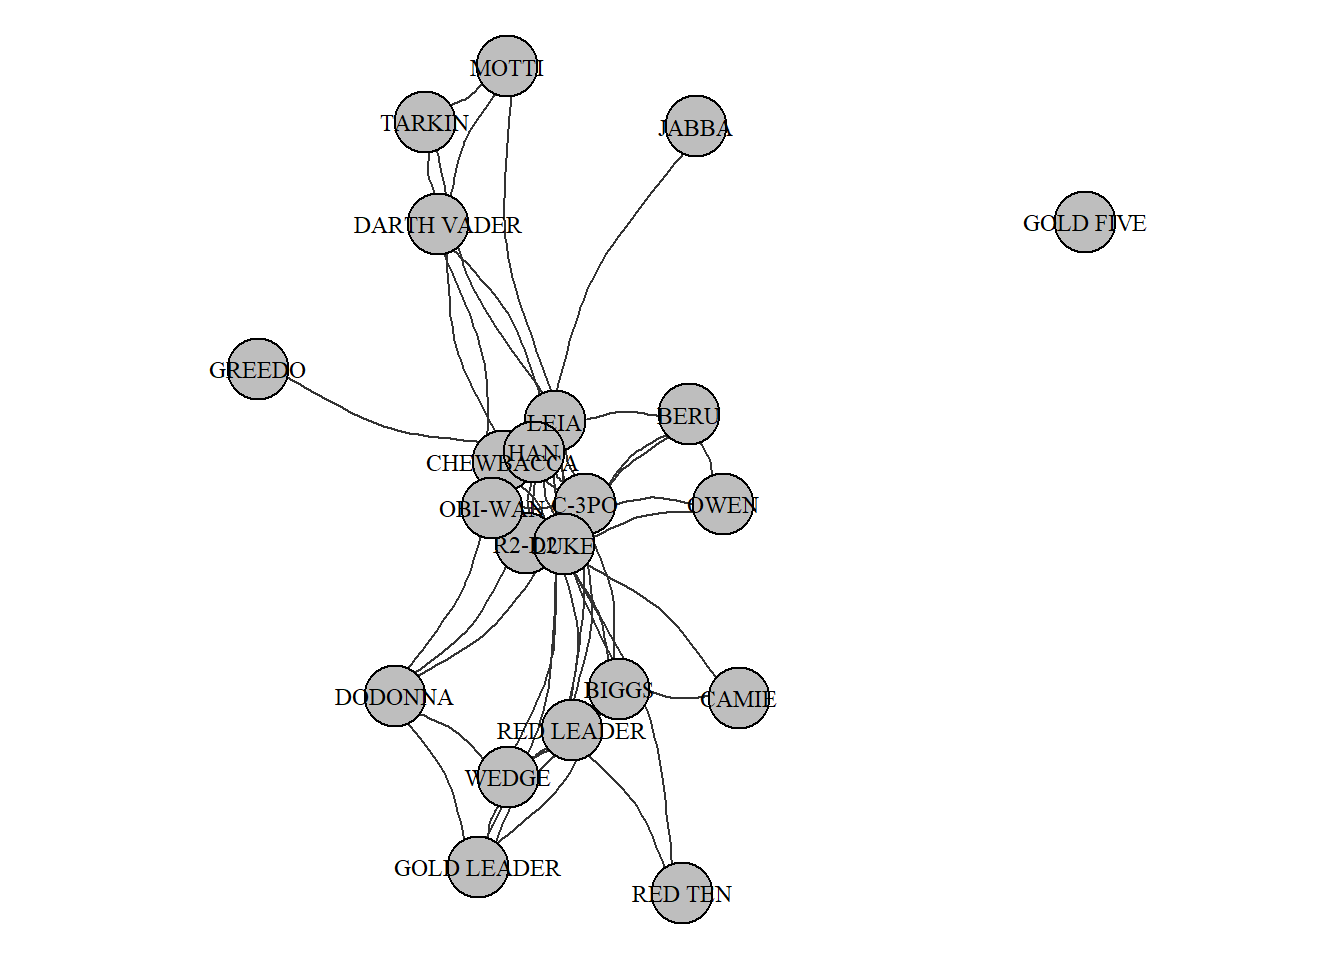 MOTTI
TARKIN
JABBA
DARTH VADER
GOLD FIVE
GREEDO
LEIA
BERU
HAN
CHEWBACCA
OBI-WAN
C-3PO
OWEN
R2-D2
LUKE
DODONNA
BIGGS
CAMIE
RED LEADER
WEDGE
GOLD LEADER
RED TEN